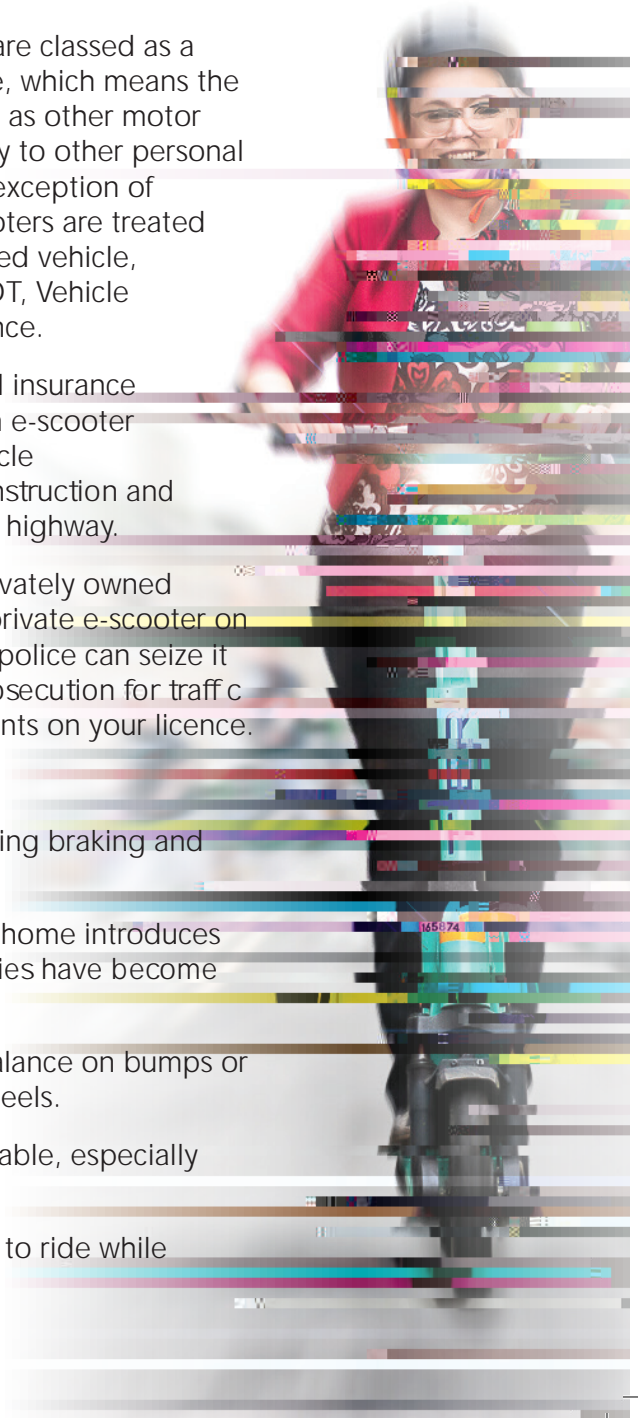 are classed as a
e, which means the
as other motor
y to other personal
exception of
oters are treated
ed vehicle,
OT, Vehicle
nce.
d insurance
n e-scooter
cle
nstruction and
highway.
vately owned
private e-scooter on
police can seize it
osecution for traff c
nts on your licence.
ing braking and
home introduces
ies have become
alance on bumps or
eels.
able, especially
to ride while
165874